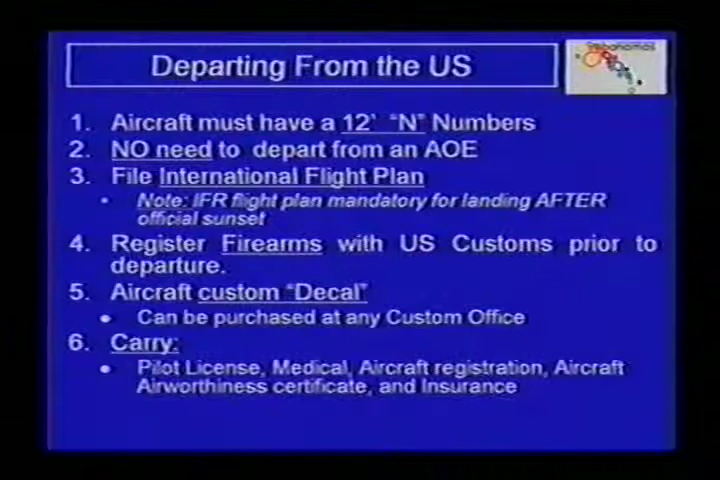 Departing From the US
bahamas
1. Aircraft must have a 12' "N" Numbers
2. NO need to depart from an AOE
3. File International Flight Plan
• Note: IFR flight plan mandatory for landing AFTER
official sunset
4. Register Firearms with US Customs prior to
departure.
5. Aircraft custom "Decal"
• Can be purchased at any Custom Office
6. Carry:
• Pilot License, Medical, Aircraft registration, Aircraft
Airworthiness certificate, and Insurance